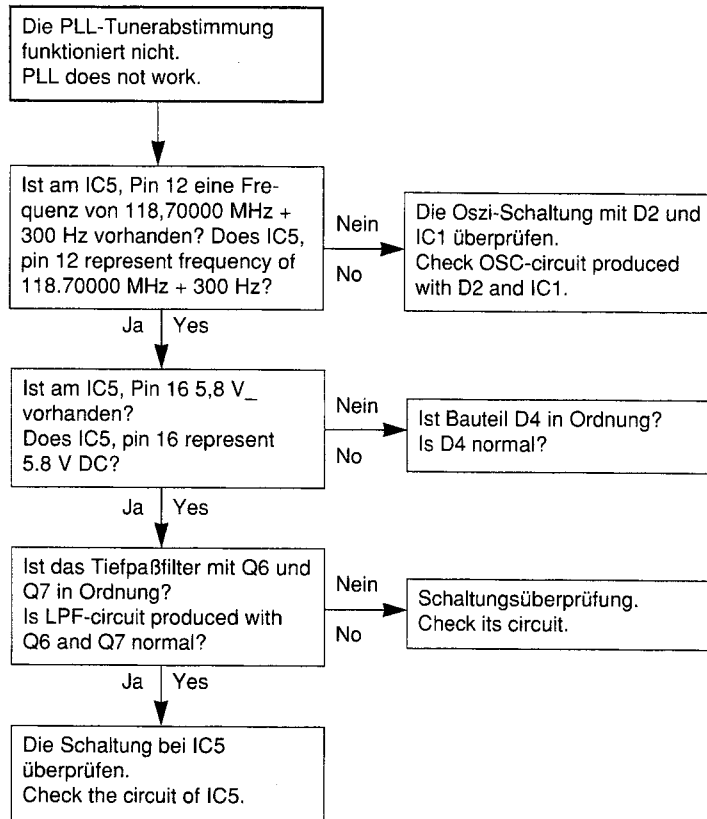 Die PLL-Tunerabstimmung
funktioniert nicht.
PLL does not work.
Ist am IC5, Pin 12 eine Fre-
quenz von 118,70000 MHz +
300 Hz vorhanden? Does IC5,
pin 12 represent frequency of
118.70000 MHz + 300 Hz?
Nein
No
Die Oszi-Schaltung mit D2 und
IC1 überprüfen.
Check OSC-circuit produced
with D2 and IC1.
Ja Yes
Ist am IC5, Pin 16 5,8 V_
vorhanden?
Does IC5, pin 16 represent
5.8 V DC?
Nein
No
Ist Bauteil D4 in Ordnung?
Is D4 normal?
Ja Yes
Ist das Tiefpaßfilter mit Q6 und
Q7 in Ordnung?
Is LPF-circuit produced with
Q6 and Q7 normal?
Nein
No
Schaltungsüberprüfung.
Check its circuit.
Ja Yes
Die Schaltung bei IC5
überprüfen.
Check the circuit of IC5.